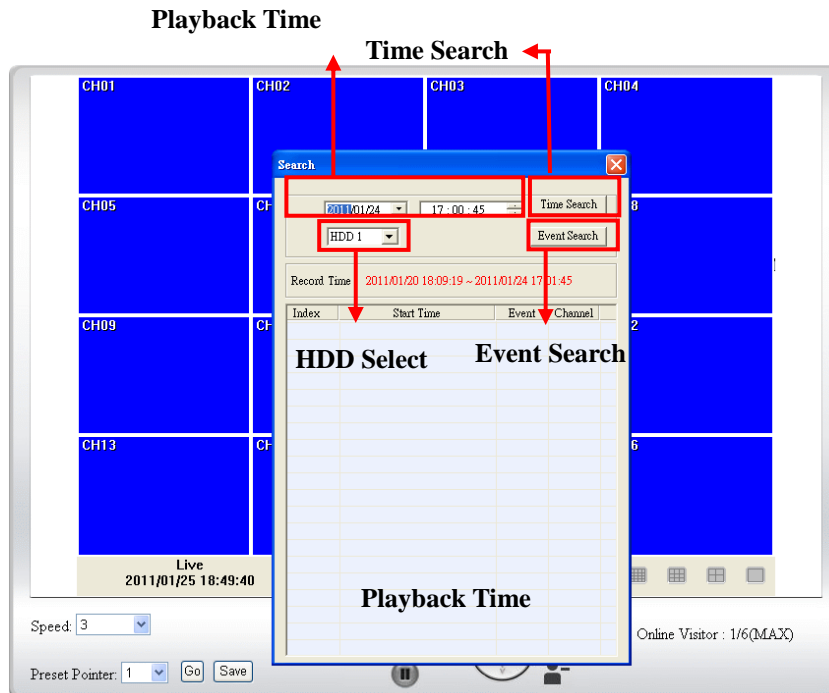 Playback Time
Time Search
CH01
CH02
CH03
CH04
Search
CH05
CH
8
2011/01/24
17 : 00 : 45
Time Search
HDD 1
Event Search
Record Time
2011/01/20 18:09:19 ~ 2011/01/24 17:01:45
Index
Start Time
Event
Channel
CH09
CH
2
HDD Select
Event Search
CH13
CH
6
Live
2011/01/25 18:49:40
Playback Time
Speed: 3
Online Visitor : 1/6(MAX)
Preset Pointer: 1
Go
Save